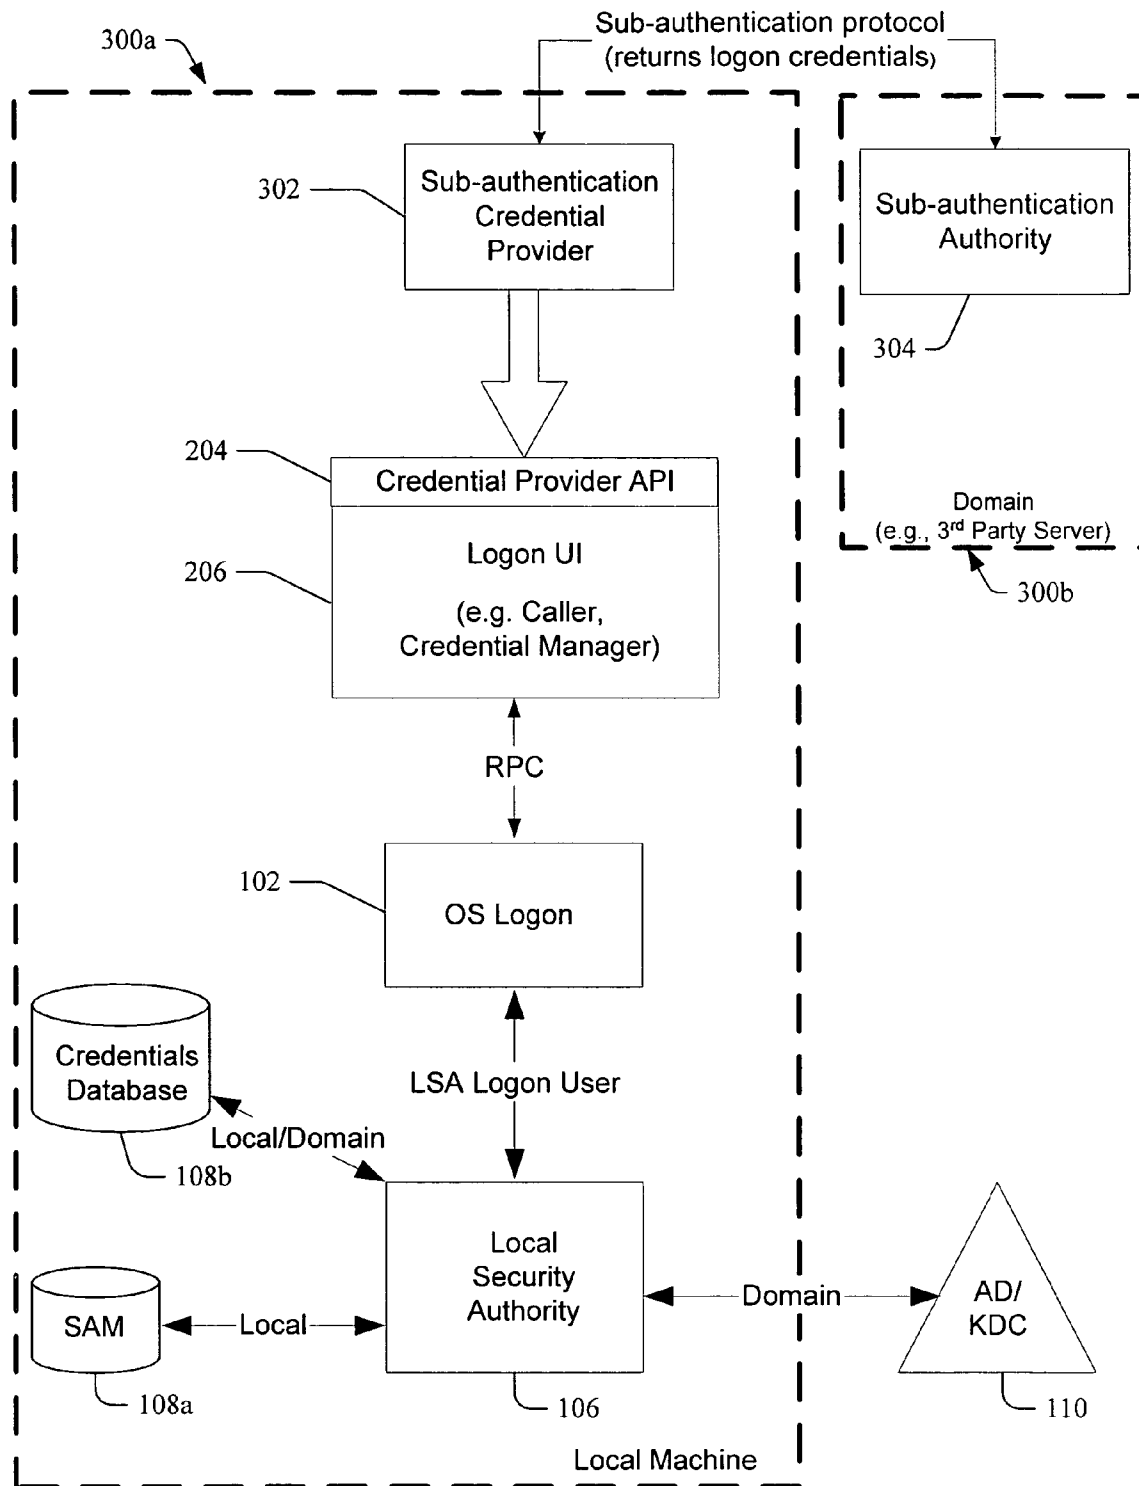 Sub-authentication protocol
(returns logon credentials)
300a
302
Sub-authentication
Credential
Provider
Sub-authentication
Authority
304
204
Credential Provider API
Domain
(e.g., 3rd Party Server)
300b
206
Logon UI
(e.g. Caller,
Credential Manager)
RPC
102
OS Logon
Credentials
Database
LSA Logon User
Local/Domain
108b
Local
Security
Authority
SAM
Local
Domain
AD/
KDC
108a
106
110
Local Machine